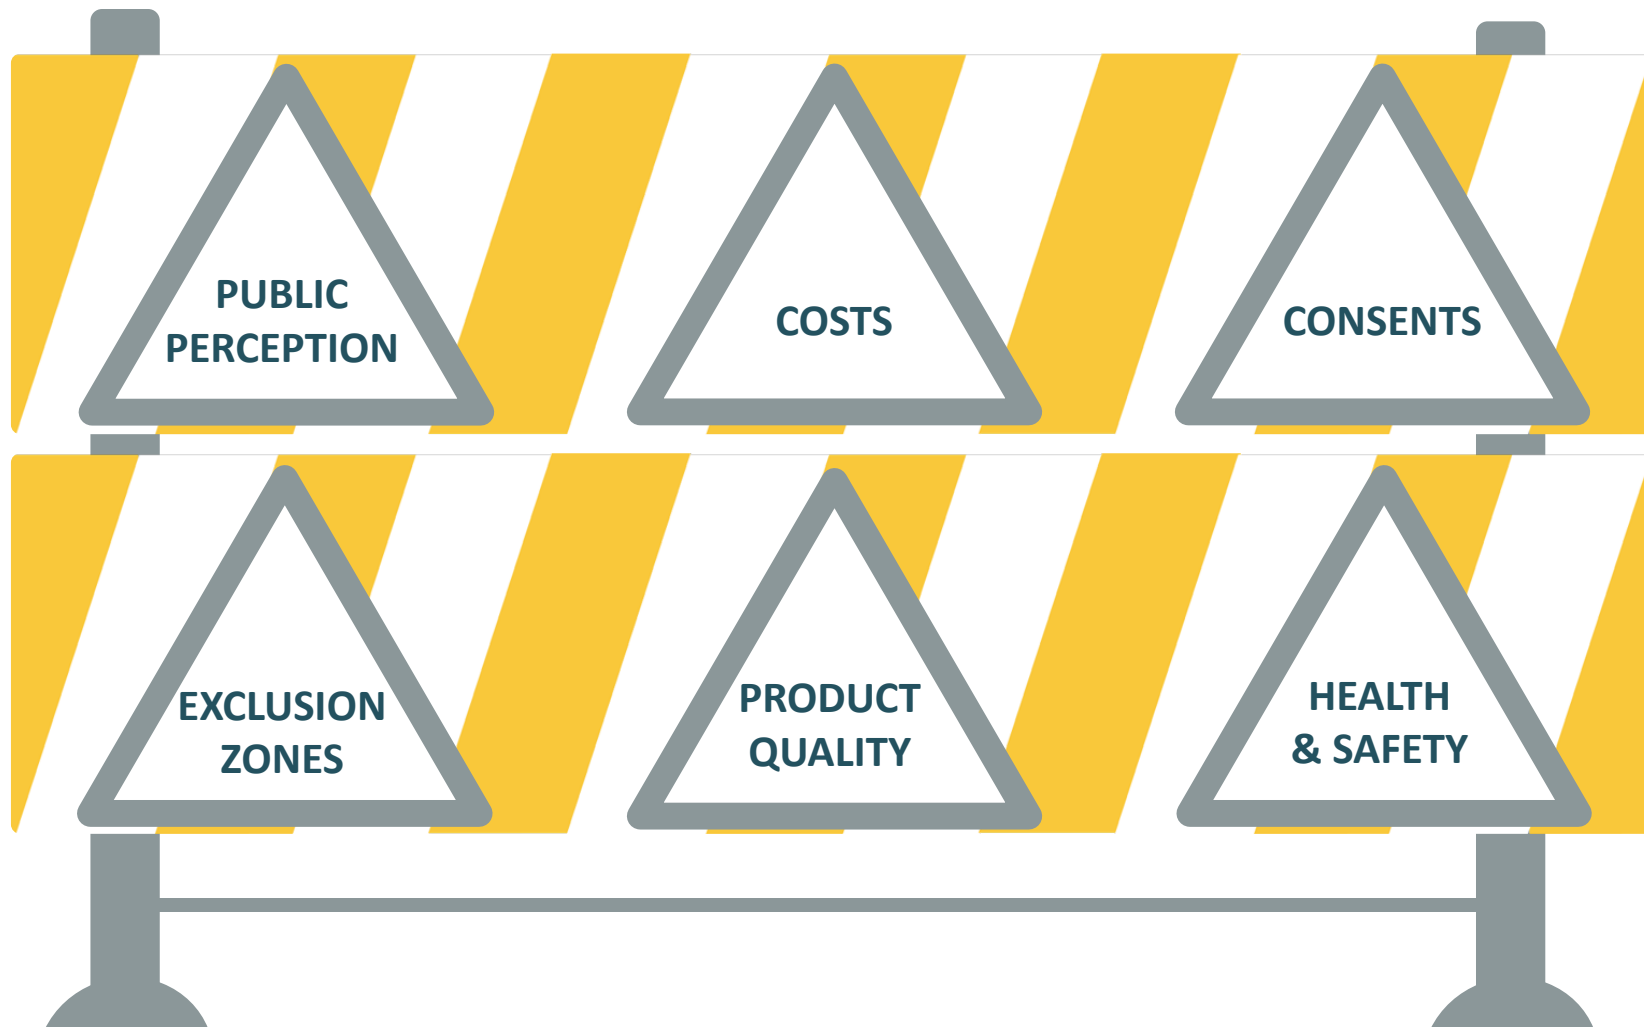 PUBLIC
PERCEPTION
COSTS
CONSENTS
EXCLUSION
ZONES
PRODUCT
QUALITY
HEALTH
& SAFETY